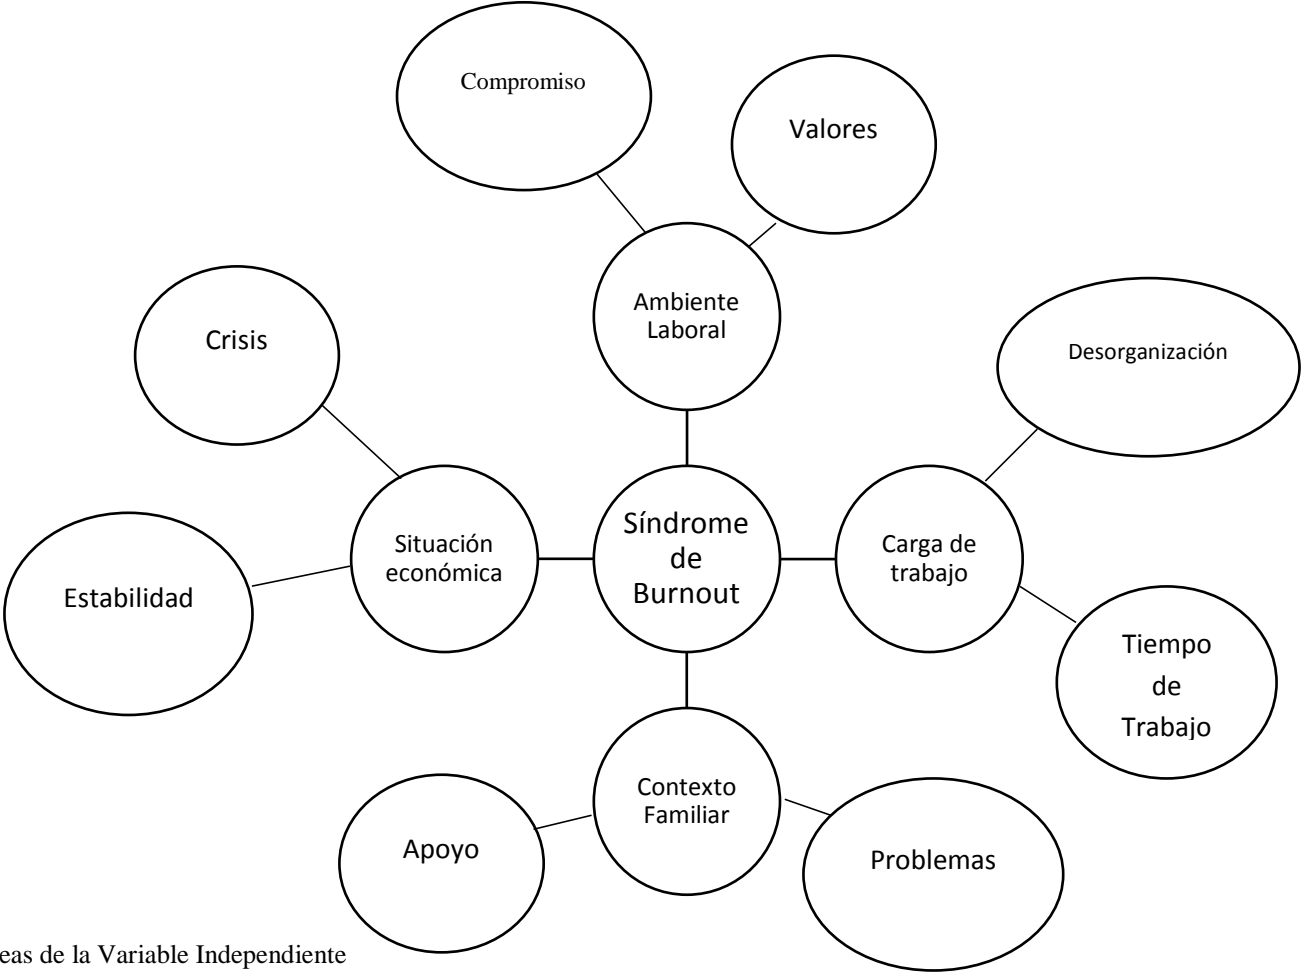 Compromiso
Valores
Ambiente
Laboral
Crisis
Desorganización
Síndrome
de
Burnout
Situación
económica
Carga de
trabajo
Estabilidad
Tiempo
de
Trabajo
Contexto
Familiar
Apoyo
Problemas
eas de la Variable Independiente